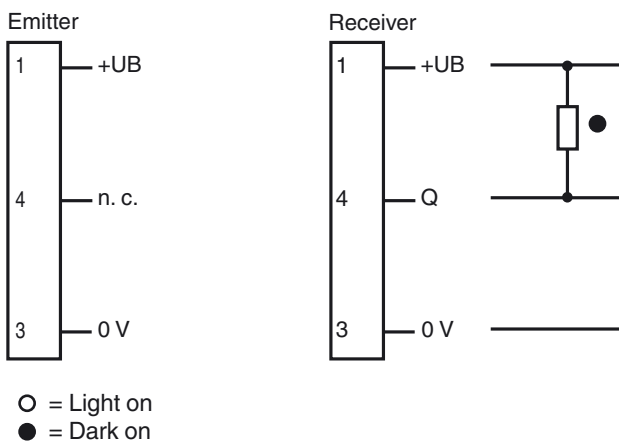 Emitter
1 +UB
4 n. c.
3 0 V
Receiver
1 +UB
4 Q
3 0 V
= Light on
= Dark on